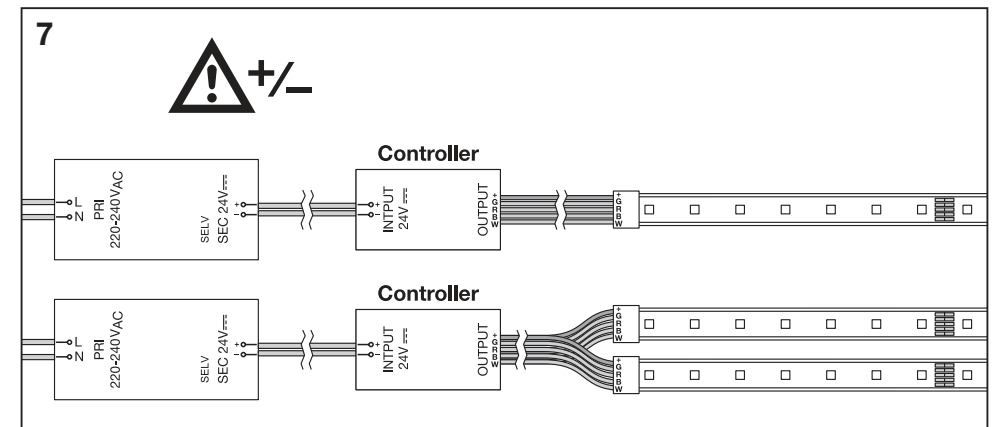 7
+/–
Controller
L
N
PRI
220-240VAC
SELV
SEC 24V
+
–
+
–
INTPUT
24V
OUTPUT
+
G
R
B
W
+
G
R
B
W
Controller
L
N
PRI
220-240VAC
SELV
SEC 24V
+
–
+
–
INTPUT
24V
OUTPUT
+
G
R
B
W
+
G
R
B
W
+
G
R
B
W